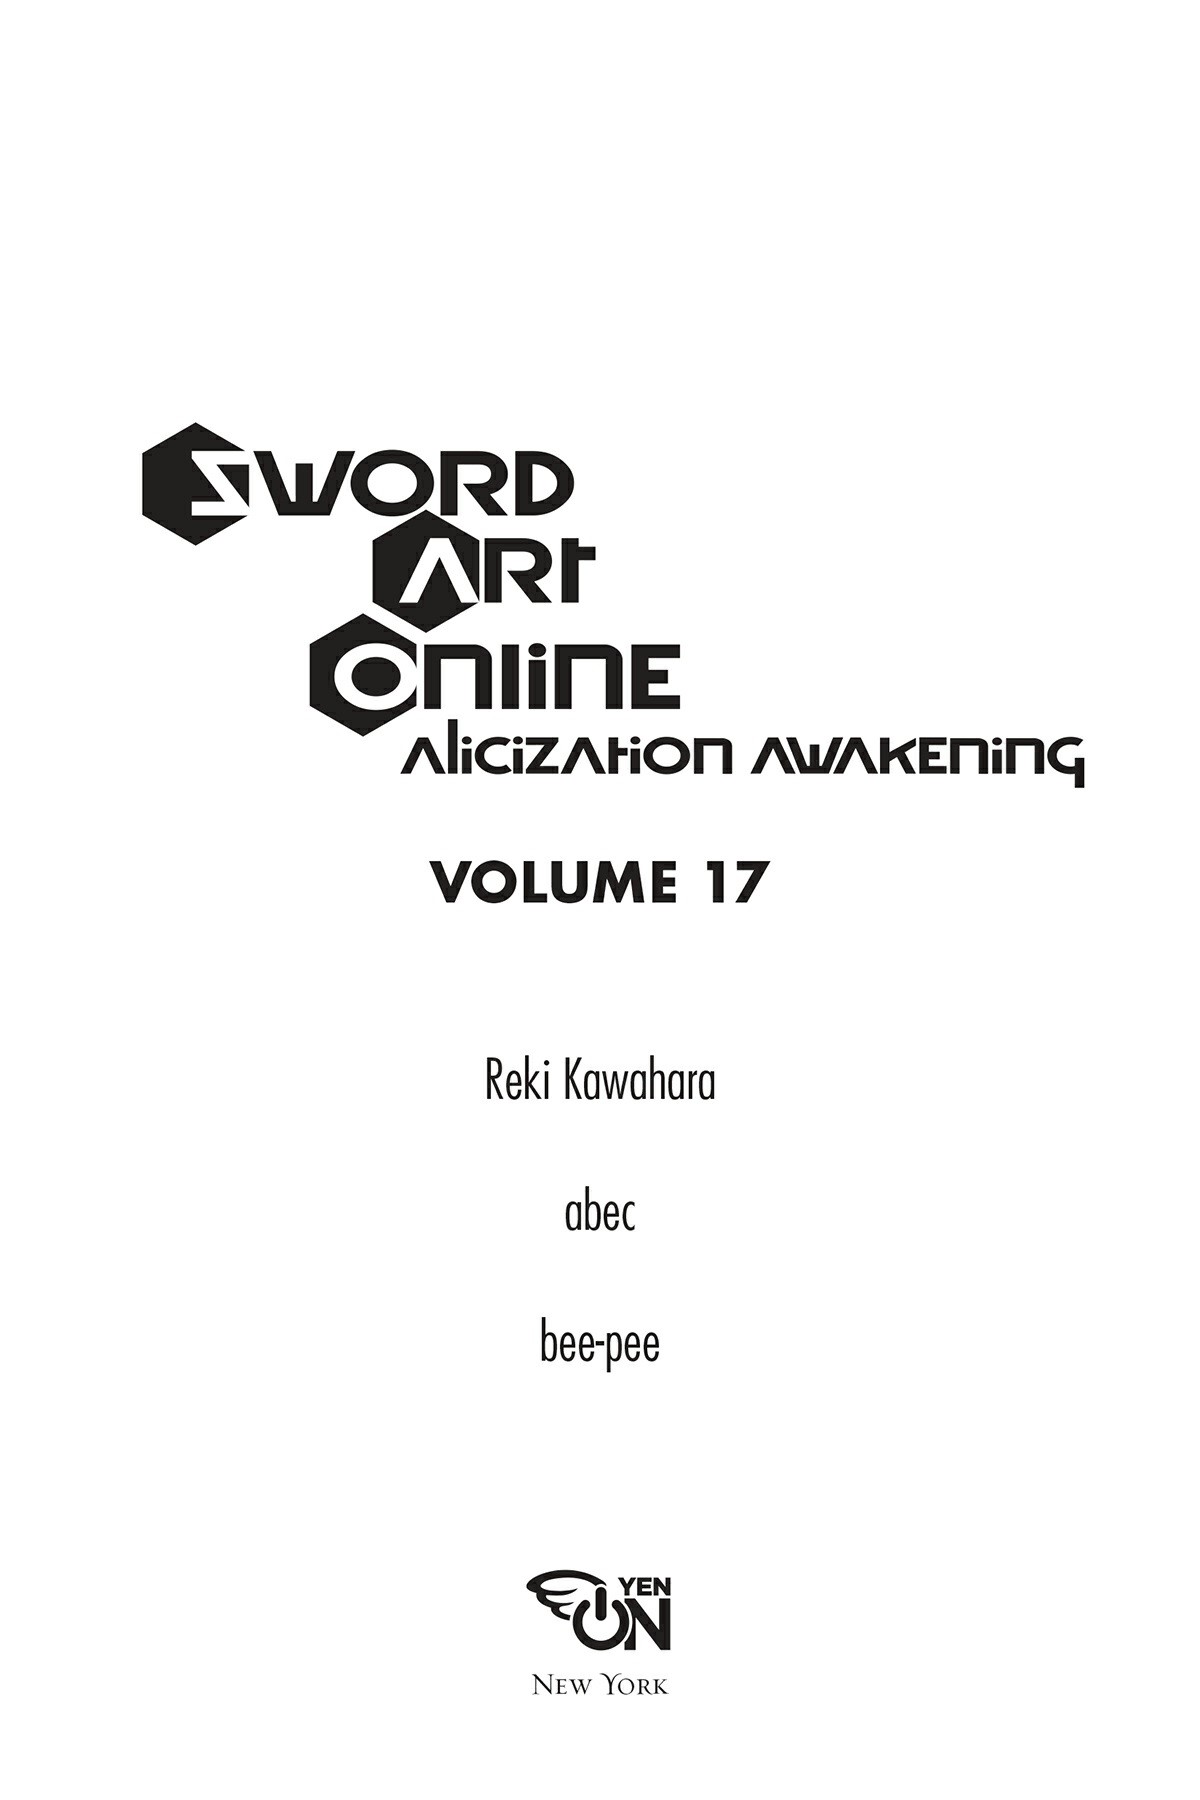 SWORD
ART
ONLINE
ALICIZATION AWAKENING
VOLUME 17
Reki Kawahara
abec
bee-pee
YEN
ON
NEW YORK